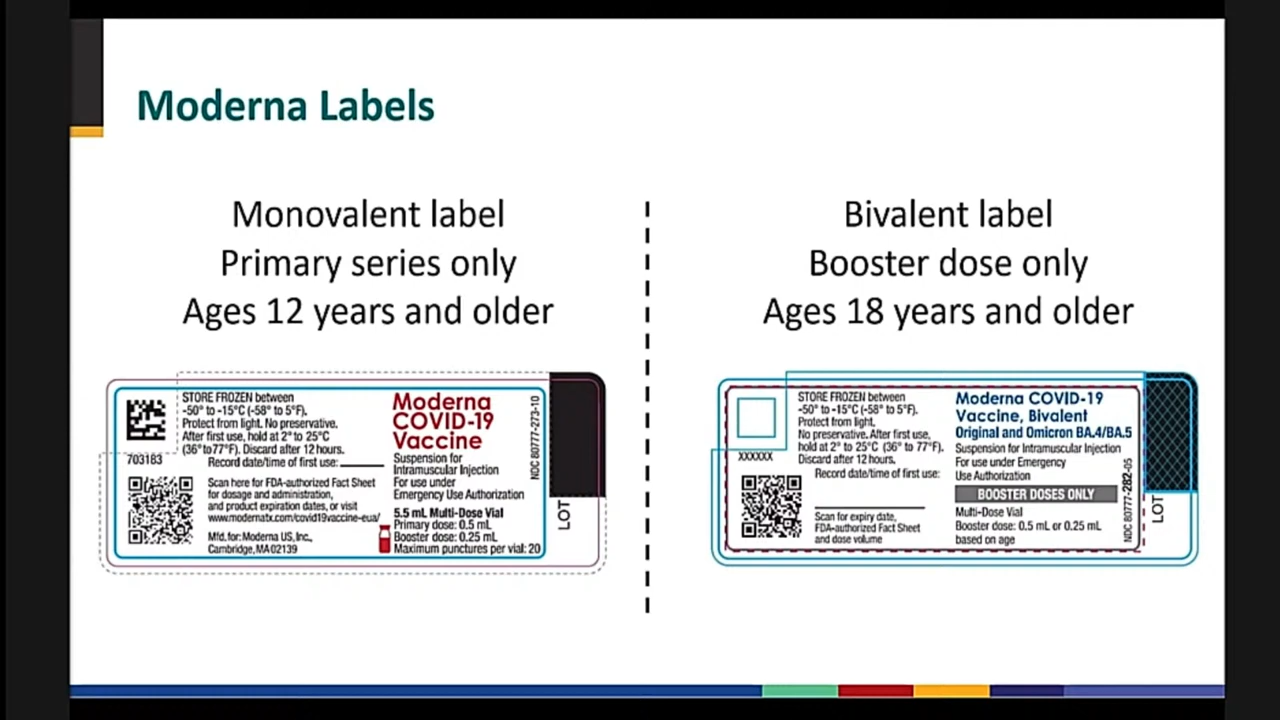 Moderna Labels
Monovalent label
Primary series only
Ages 12 years and older
STORE FROZEN between
-50° to -15°C (-58° to 5°F).
Protect from light. No preservative.
After first use, hold at 2° to 25°C
(36° to 77°F). Discard after 12 hours.
Record date/time of first use:
703183
Scan here for FDA-authorized Fact Sheet
for dosage and administration,
and product expiration dates, or visit
www.modernatx.com/covid19vaccine-eua/
Mfd. for: Moderna US, Inc.,
Cambridge, MA 02139
Moderna
COVID-19
Vaccine
Suspension for
Intramuscular Injection
For use under
Emergency Use Authorization
5.5 mL Multi-Dose Vial
Primary dose: 0.5 mL
Booster dose: 0.25 mL
Maximum punctures per vial: 20
NDC 80777-273-10
LOT
Bivalent label
Booster dose only
Ages 18 years and older
STORE FROZEN between
-50° to -15°C (-58° to 5°F).
Protect from light.
No preservative. After first use,
hold at 2° to 25°C (36° to 77°F).
Discard after 12 hours.
Record date/time of first use:
XXXXXX
Scan for expiry date,
FDA-authorized Fact Sheet
and dose volume
Moderna COVID-19
Vaccine, Bivalent
Original and Omicron BA.4/BA.5
Suspension for Intramuscular Injection
For use under Emergency
Use Authorization
BOOSTER DOSES ONLY
Multi-Dose Vial
Booster dose: 0.5 mL or 0.25 mL
based on age
NDC 80777-282-05
LOT